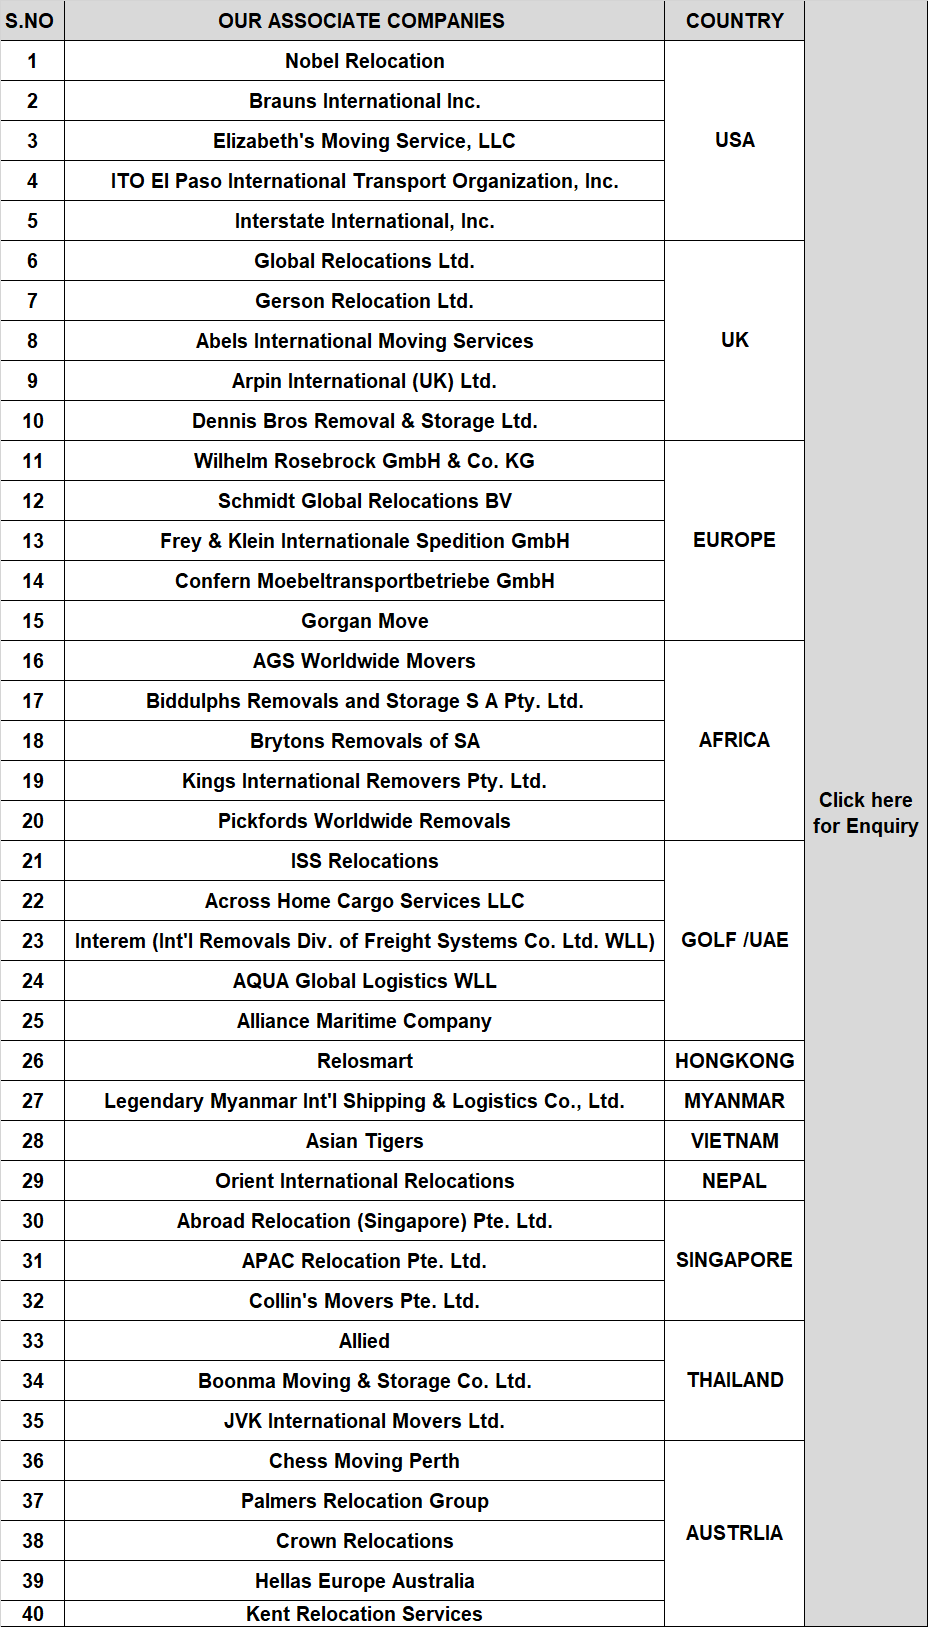 S.NO OUR ASSOCIATE COMPANIES COUNTRY
1 Nobel Relocation
2 Brauns International Inc.
3 Elizabeth's Moving Service, LLC USA
4 ITO El Paso International Transport Organization, Inc.
5 Interstate International, Inc.
6 Global Relocations Ltd.
7 Gerson Relocation Ltd.
8 Abels International Moving Services UK
9 Arpin International (UK) Ltd.
10 Dennis Bros Removal & Storage Ltd.
11 Wilhelm Rosebrock GmbH & Co. KG
12 Schmidt Global Relocations BV
13 Frey & Klein Internationale Spedition GmbH EUROPE
14 Confern Moebeltransportbetriebe GmbH
15 Gorgan Move
16 AGS Worldwide Movers
17 Biddulphs Removals and Storage S A Pty. Ltd.
18 Brytons Removals of SA AFRICA
19 Kings International Removers Pty. Ltd.
20 Pickfords Worldwide Removals
Click here
for Enquiry
21 ISS Relocations
22 Across Home Cargo Services LLC
23 Interem (Int'l Removals Div. of Freight Systems Co. Ltd. WLL) GOLF /UAE
24 AQUA Global Logistics WLL
25 Alliance Maritime Company
26 Relosmart HONGKONG
27 Legendary Myanmar Int'l Shipping & Logistics Co., Ltd. MYANMAR
28 Asian Tigers VIETNAM
29 Orient International Relocations NEPAL
30 Abroad Relocation (Singapore) Pte. Ltd.
31 APAC Relocation Pte. Ltd. SINGAPORE
32 Collin's Movers Pte. Ltd.
33 Allied
34 Boonma Moving & Storage Co. Ltd. THAILAND
35 JVK International Movers Ltd.
36 Chess Moving Perth
37 Palmers Relocation Group
38 Crown Relocations AUSTRLIA
39 Hellas Europe Australia
40 Kent Relocation Services